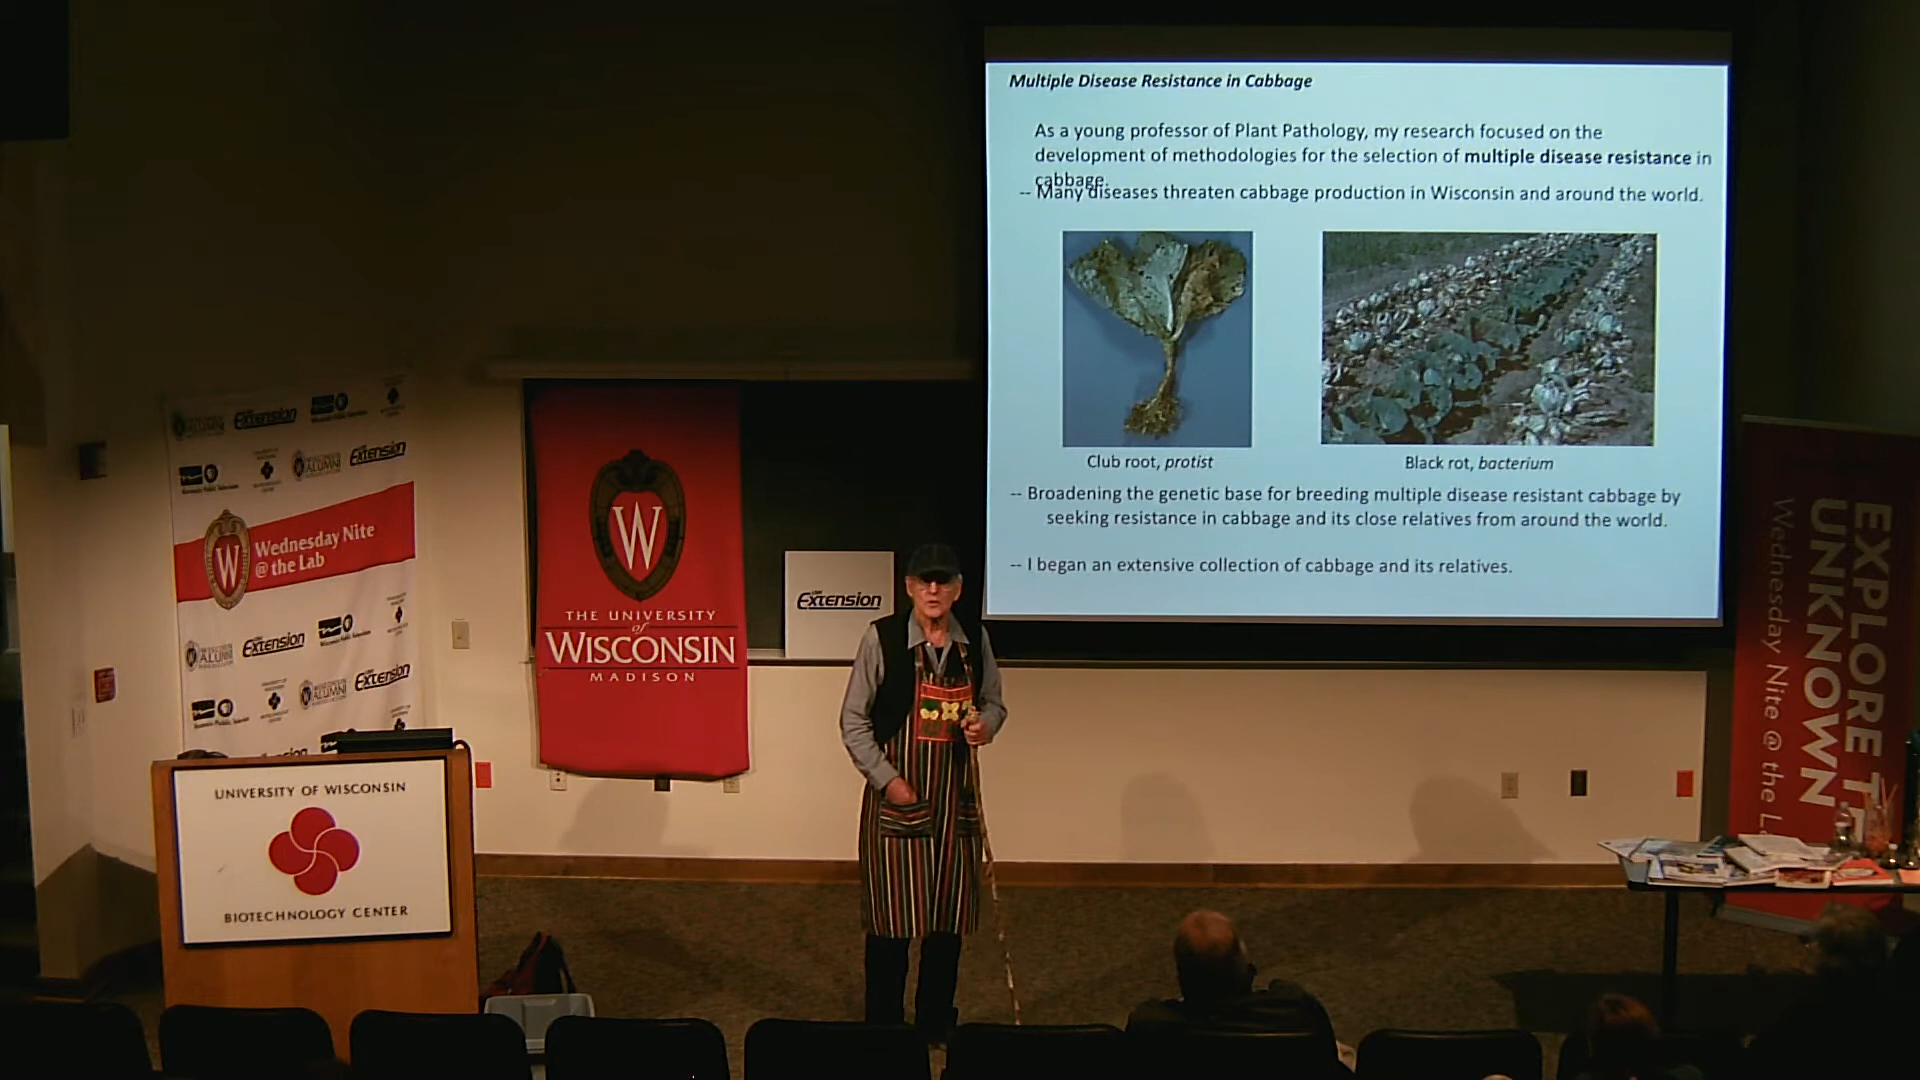 Multiple Disease Resistance in Cabbage
As a young professor of Plant Pathology, my research focused on the
development of methodologies for the selection of multiple disease resistance in
cabbage.
-- Many diseases threaten cabbage production in Wisconsin and around the world.
Club root, protist
Black rot, bacterium
-- Broadening the genetic base for breeding multiple disease resistant cabbage by
seeking resistance in cabbage and its close relatives from around the world.
-- I began an extensive collection of cabbage and its relatives.
Extension
Extension
W
Wednesday Nite
@ the Lab
Extension
Extension
W
THE UNIVERSITY
of
WISCONSIN
MADISON
Extension
UNIVERSITY OF WISCONSIN
BIOTECHNOLOGY CENTER
EXPLORE
UNKNOWN
Wednesday Nite @ the